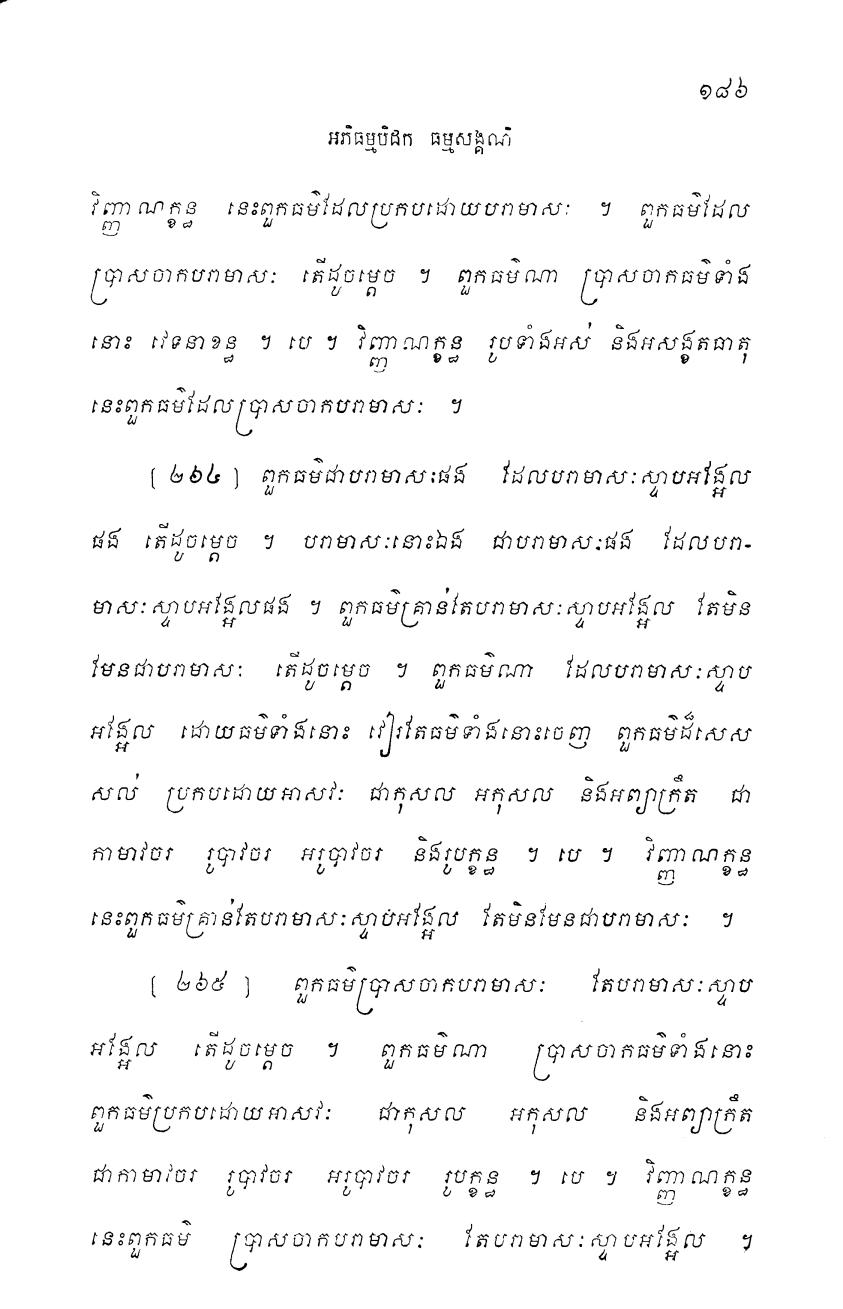 ១៨៦
អភិធម្មបិដក ធម្មសង្គណិ
វិញ្ញាណក្ខន្ធ នេះពួកធម៌ដែលប្រកបដោយបរាមាសៈ ។ ពួកធម៌ដែល
ប្រាសចាកបរាមាសៈ តើដូចម្តេច ។ ពួកធម៌ណា ប្រាសចាកធម៌ទាំង
នោះ វេទនាខន្ធ ។ បេ ។ វិញ្ញាណក្ខន្ធ រូបទាំងអស់ និងអសង្ខតធាតុ
នេះពួកធម៌ដែលប្រាសចាកបរាមាសៈ ។
[ ២៦៤ ] ពួកធម៌ជាបរាមាសៈផង ដែលបរាមាសៈស្ទាបអង្អែល
ផង តើដូចម្តេច ។ បរាមាសៈនោះឯង ជាបរាមាសៈផង ដែលបរា-
មាសៈស្ទាបអង្អែលផង ។ ពួកធម៌គ្រាន់តែបរាមាសៈស្ទាបអង្អែល តែមិន
មែនជាបរាមាសៈ តើដូចម្តេច ។ ពួកធម៌ណា ដែលបរាមាសៈស្ទាប
អង្អែល ដោយធម៌ទាំងនោះ វៀរតែធម៌ទាំងនោះចេញ ពួកធម៌ដ៏សេស
សល់ ប្រកបដោយអាសវៈ ជាកុសល អកុសល និងអព្យាក្រឹត ជា
កាមាវចរ រូបាវចរ អរូបាវចរ និងរូបក្ខន្ធ ។ បេ ។ វិញ្ញាណក្ខន្ធ
នេះពួកធម៌គ្រាន់តែបរាមាសៈស្ទាបអង្អែល តែមិនមែនជាបរាមាសៈ ។
[ ២៦៥ ] ពួកធម៌ប្រាសចាកបរាមាសៈ តែបរាមាសៈស្ទាប
អង្អែល តើដូចម្តេច ។ ពួកធម៌ណា ប្រាសចាកធម៌ទាំងនោះ
ពួកធម៌ប្រកបដោយអាសវៈ ជាកុសល អកុសល និងអព្យាក្រឹត
ជាកាមាវចរ រូបាវចរ អរូបាវចរ រូបក្ខន្ធ ។ បេ ។ វិញ្ញាណក្ខន្ធ
នេះពួកធម៌ ប្រាសចាកបរាមាសៈ តែបរាមាសៈស្ទាបអង្អែល ។